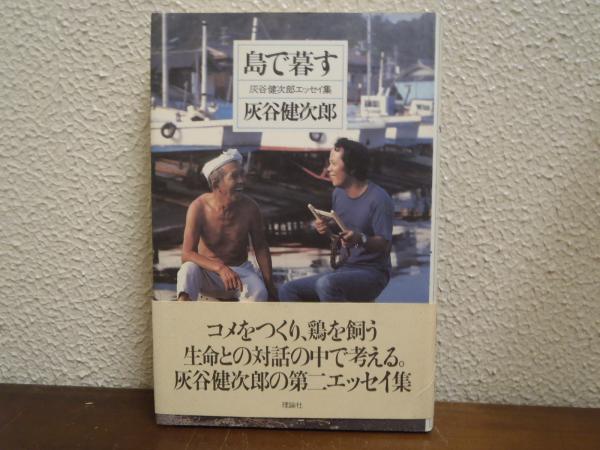 島で暮す
灰谷健次郎エッセイ集
灰谷健次郎
コメをつくり、鶏を飼う
生命との対話の中で考える。
灰谷健次郎の第二エッセイ集
理論社